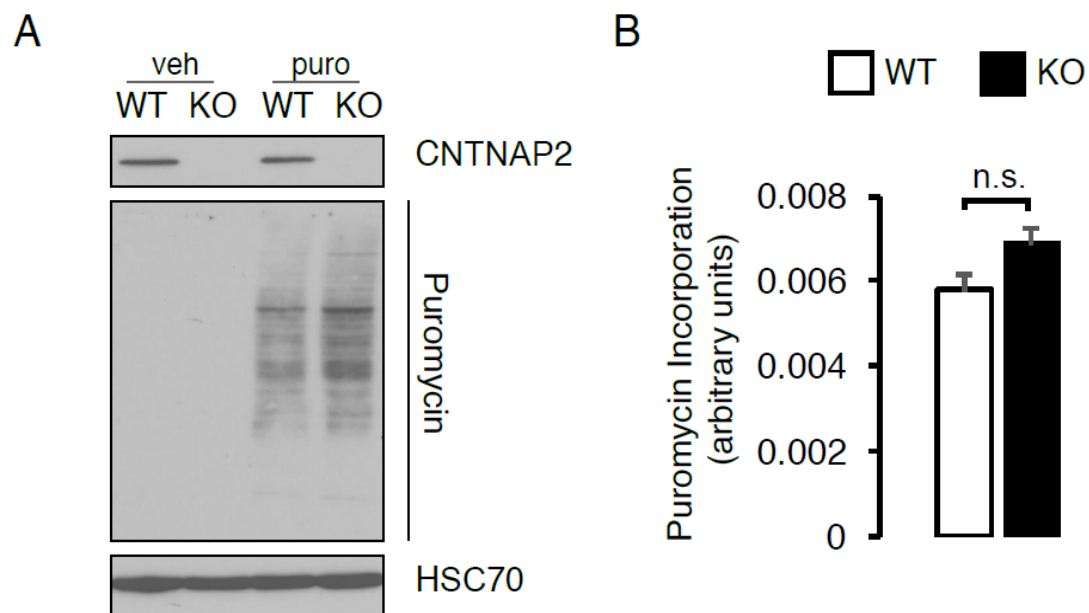 A
veh puro
WT KO WT KO
CNTNAP2
Puromycin
HSC70
B
WT KO
n.s.
Puromycin Incorporation
(arbitrary units)
0.008
0.006
0.004
0.002
0